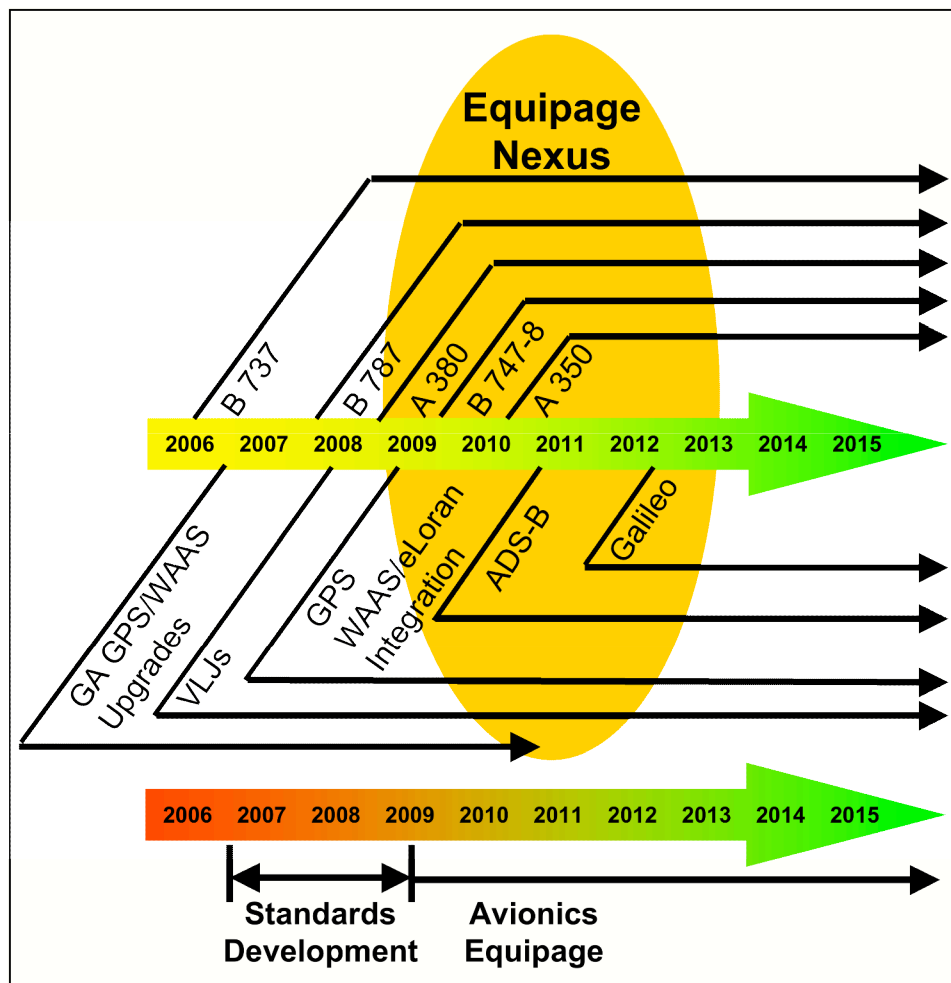 Equipage
Nexus
B 737
B 787
A 380
B 747-8
A 350
2006 2007 2008 2009 2010 2011 2012 2013 2014 2015
GA GPS/WAAS
Upgrades
VLJs
GPS
WAAS/eLoran
Integration
ADS-B
Galileo
2006 2007 2008 2009 2010 2011 2012 2013 2014 2015
Standards
Development
Avionics
Equipage